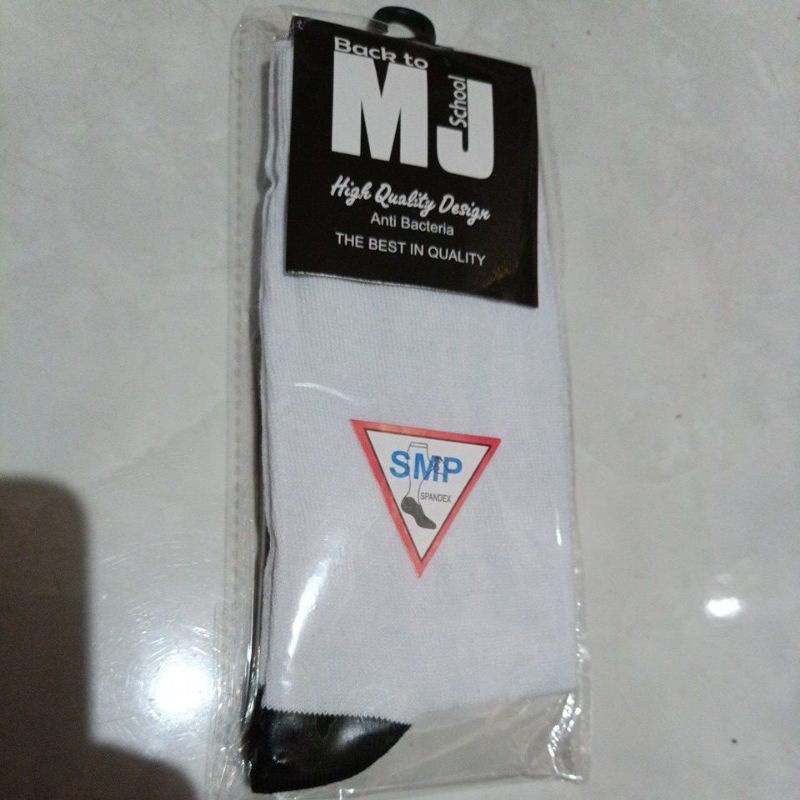 Back to
MJ
School
High Quality Design
Anti Bacteria
THE BEST IN QUALITY
SMP
SPANDEX